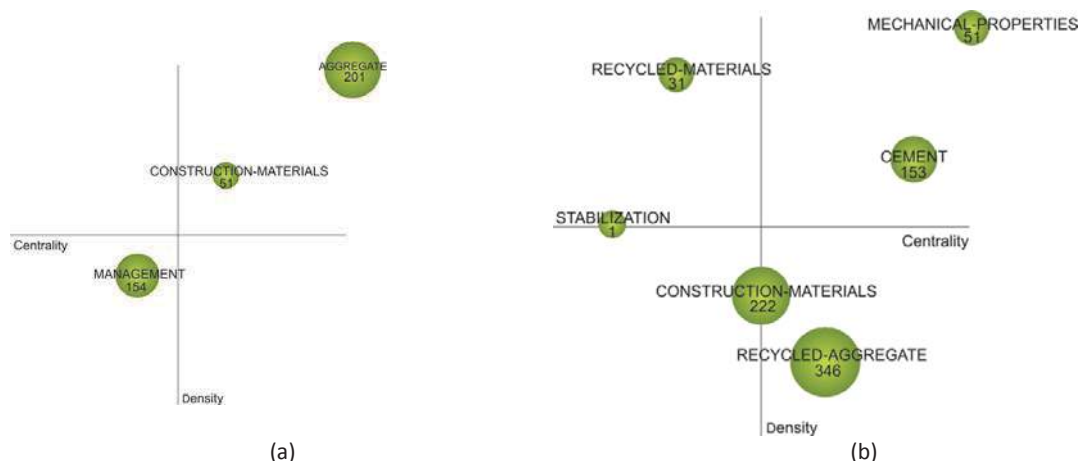 AGGREGATE
201
CONSTRUCTION-MATERIALS
51
Centrality
MANAGEMENT
154
Density
(a)
MECHANICAL-PROPERTIES
51
RECYCLED-MATERIALS
31
CEMENT
153
STABILIZATION
1
Centrality
CONSTRUCTION-MATERIALS
222
RECYCLED-AGGREGATE
346
Density
(b)